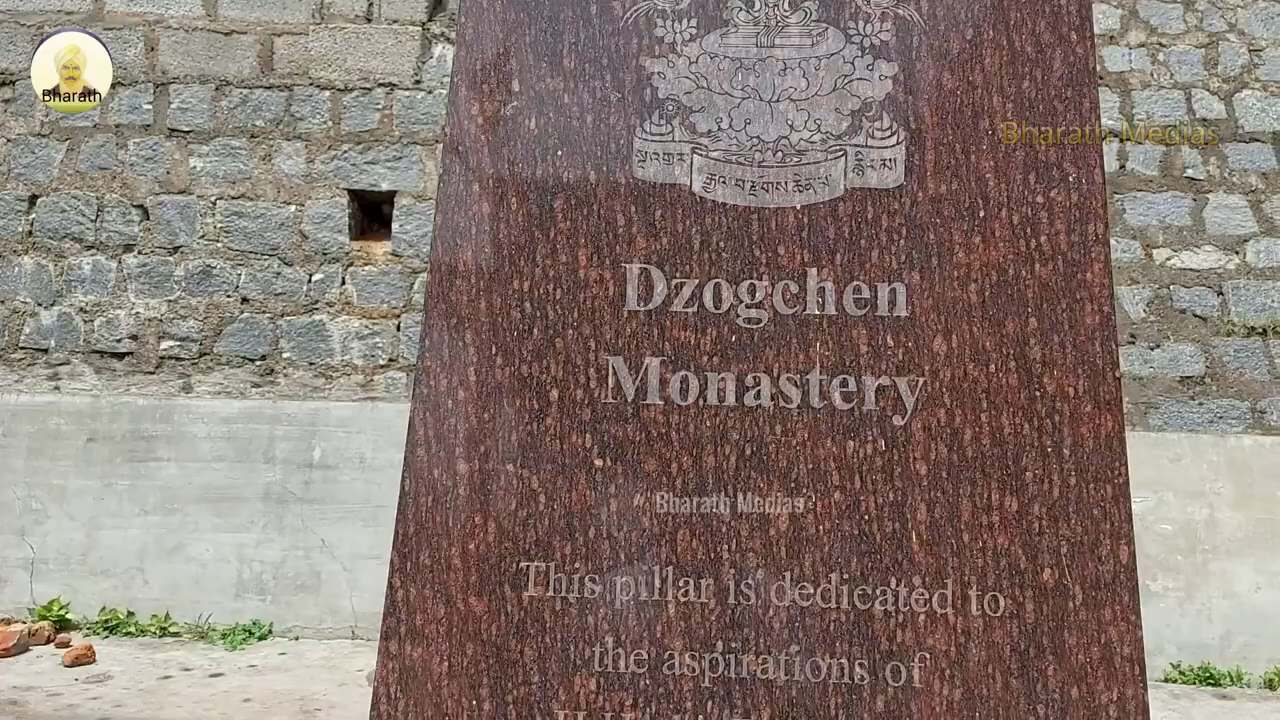 Bharath
Bharath Medias
Dzogchen
Monastery
Bharath Medias
This pillar is dedicated to
the aspirations of